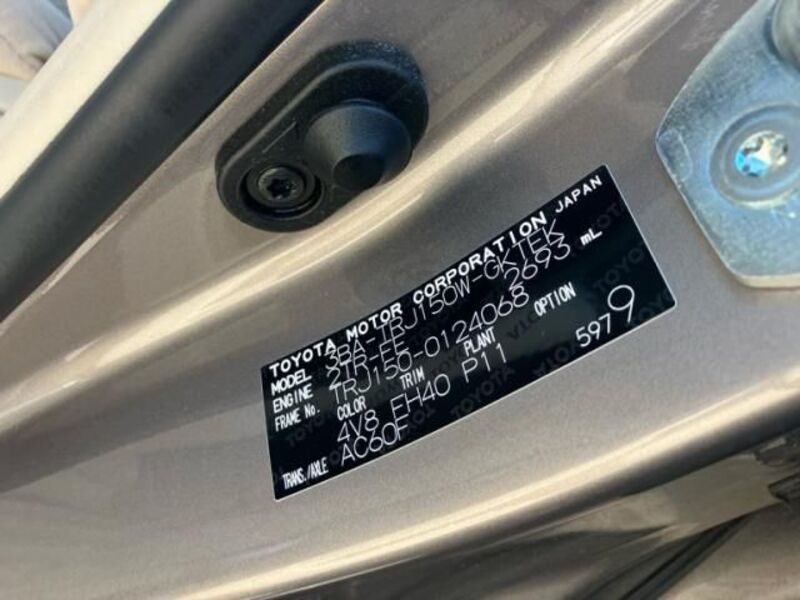 TOYOTA MOTOR CORPORATION JAPAN
MODEL 3BA-TRJ150W-GKTEK
ENGINE 2TR-FE 2693 mL
FRAME No. TRJ150-0124068
COLOR TRIM PLANT OPTION
4V8 EH40 P11 5979
TRANS./AXLE AC60F